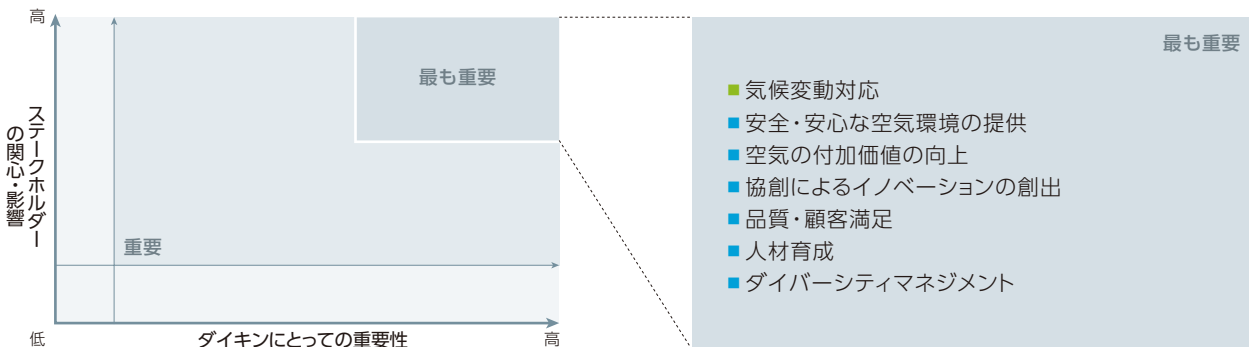 高
ステークホルダー
の関心・影響
最も重要
重要
低
ダイキンにとっての重要性
高
最も重要
■ 気候変動対応
■ 安全・安心な空気環境の提供
■ 空気の付加価値の向上
■ 協創によるイノベーションの創出
■ 品質・顧客満足
■ 人材育成
■ ダイバーシティマネジメント